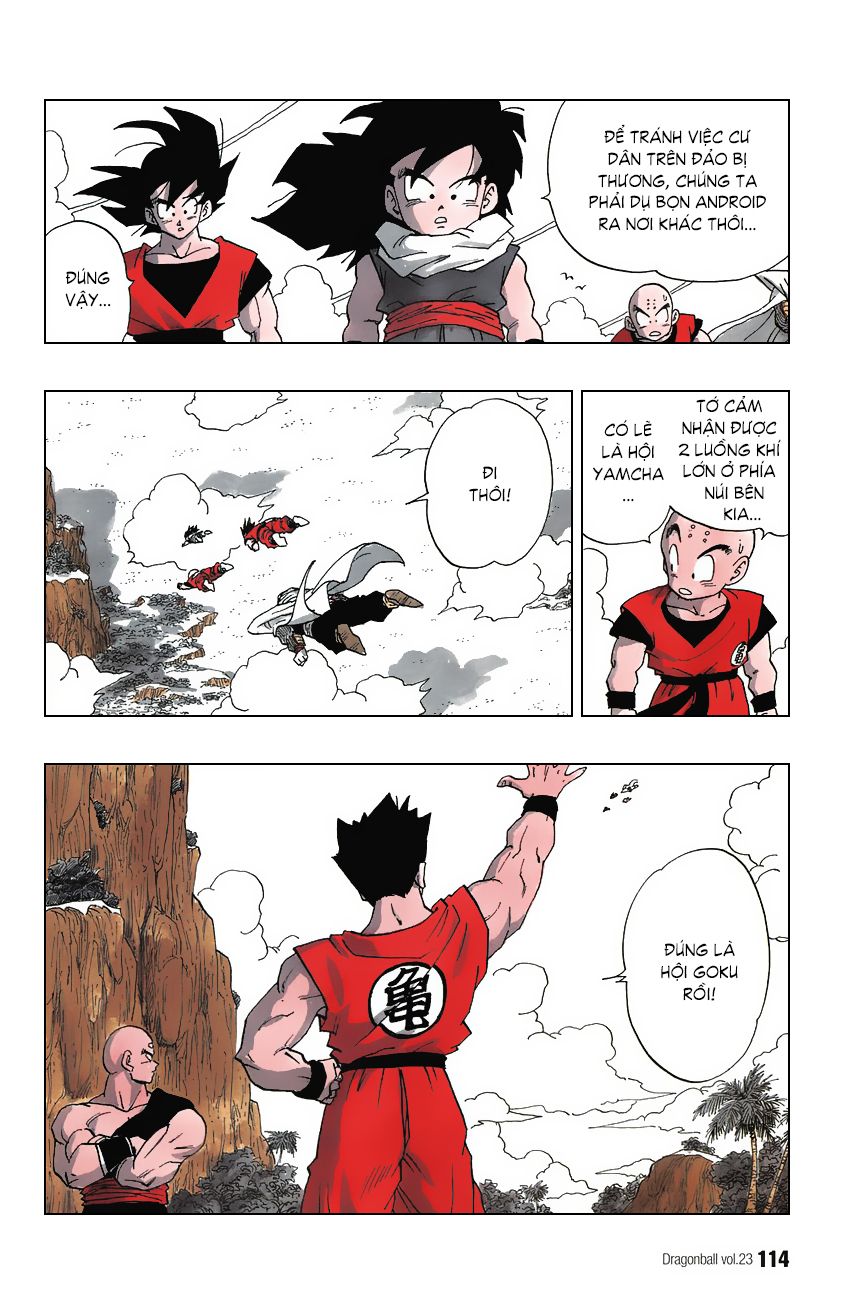 ĐỂ TRÁNH VIỆC CƯ
DÂN TRÊN ĐẢO BỊ
THƯƠNG, CHÚNG TA
PHẢI DỤ BỌN ANDROID
RA NƠI KHÁC THÔI...
ĐÚNG
VẬY...
ĐI
THÔI!
TỚ CẢM
NHẬN ĐƯỢC
2 LUỒNG KHÍ
LỚN Ở PHÍA
NÚI BÊN
KIA...
CÓ LẼ
LÀ HỘI
YAMCHA
...
亀
亀
ĐÚNG LÀ
HỘI GOKU
RỒI!
Dragonball vol.23 114